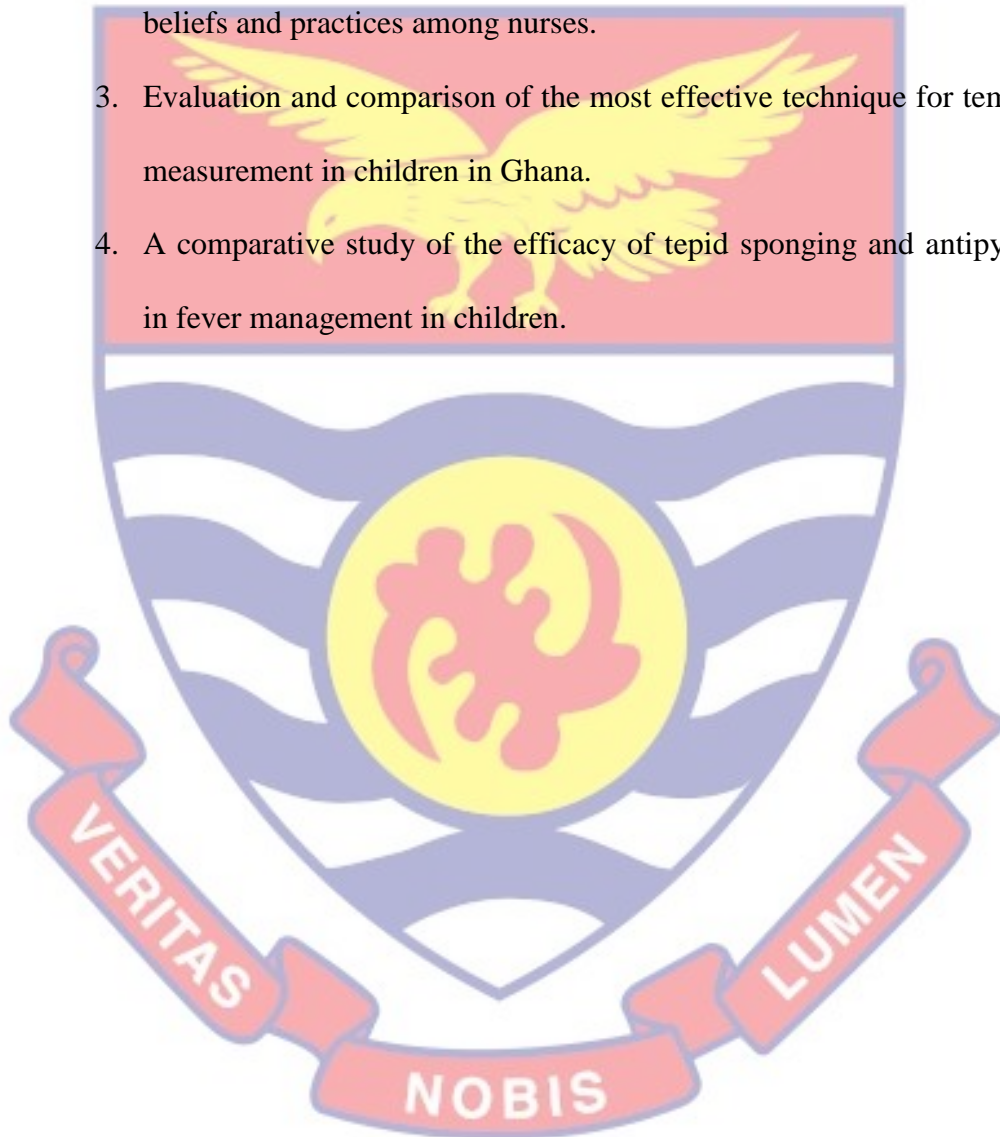 beliefs and practices among nurses.
3. Evaluation and comparison of the most effective technique for
measurement in children in Ghana.
4. A comparative study of the efficacy of tepid sponging and
in fever management in children.
VERITAS
NOBIS
LUMEN